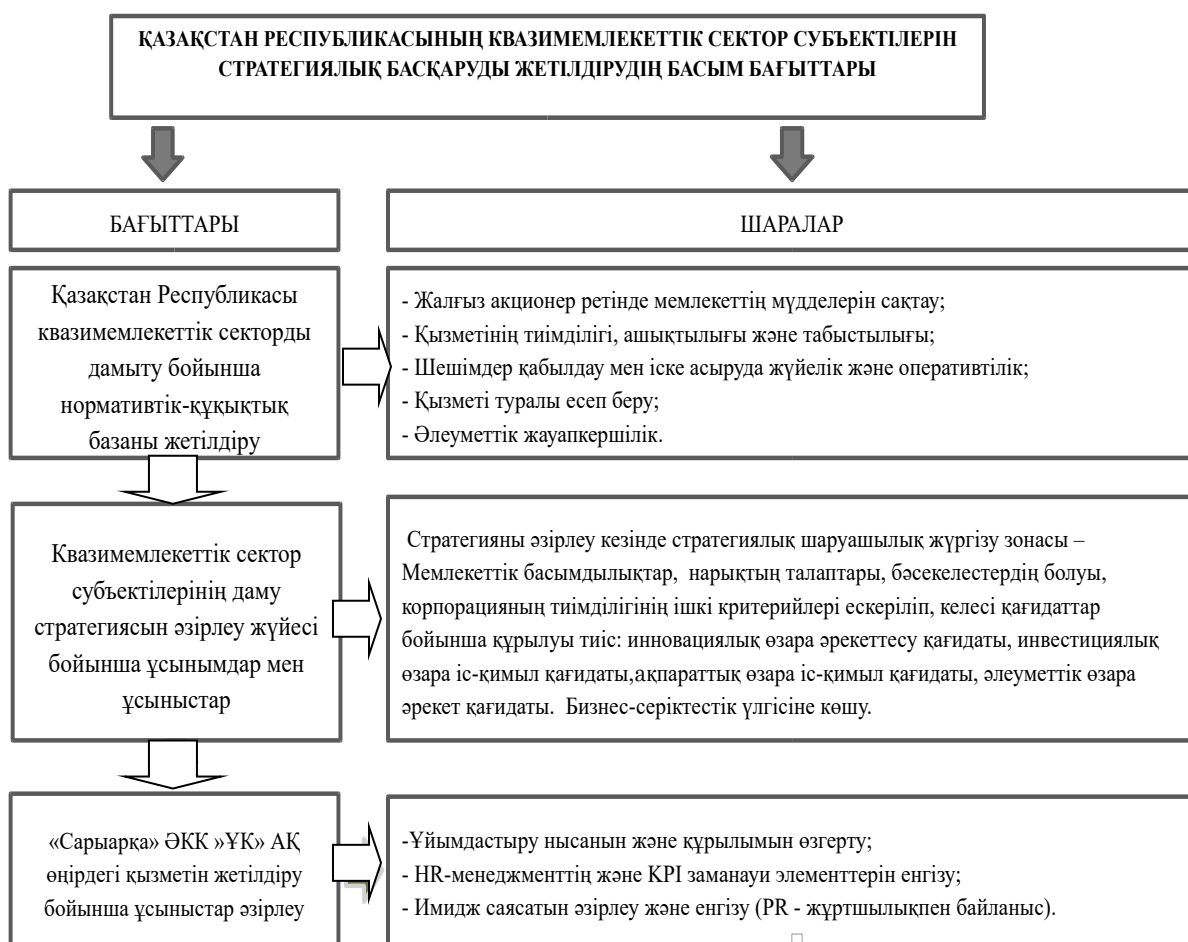 ҚАЗАҚСТАН РЕСПУБЛИКАСЫНЫҢ КВАЗИМЕМЛЕКЕТТІК СЕКТОР СУБЪЕКТІЛЕРІН
СТРАТЕГИЯЛЫҚ БАСҚАРУДЫ ЖЕТІЛДІРУДІҢ БАСЫМ БАҒЫТТАРЫ
БАҒЫТТАРЫ
ШАРАЛАР
Қазақстан Республикасы
квазимемлекеттік секторды
дамыту бойынша
нормативтік-құқықтық
базаны жетілдіру
- Жалғыз акционер ретінде мемлекеттің мүдделерін сақтау;
- Қызметінің тиімділігі, ашықтылығы және табыстылығы;
- Шешімдер қабылдау мен іске асыруда жүйелік және оперативтілік;
- Қызметі туралы есеп беру;
- Әлеуметтік жауапкершілік.
Квазимемлекеттік сектор
субъектілерінің даму
стратегиясын әзірлеу жүйесі
бойынша ұсынимдар мен
ұсыныстар
Стратегияны әзірлеу кезінде стратегиялық шаруашылық жүргізу зонасы –
Мемлекеттік басымдылықтар, нарықтың талаптары, бәсекелестердің болуы,
корпорацияның тиімділігінің ішкі критерийлері ескеріліп, келесі қағидаттар
бойынша құрылуы тиіс: инновациялық өзара әрекеттесу қағидаты, инвестициялық
өзара іс-қимыл қағидаты,ақпараттық өзара іс-қимыл қағидаты, әлеуметтік өзара
әрекет қағидаты. Бизнес-серіктестік үлгісіне көшу.
«Сарыарқа» ӘКК »ҰК» АҚ
өңірдегі қызметін жетілдіру
бойынша ұсыныстар әзірлеу
-Ұйымдастыру нысанын және құрылымын өзгерту;
- HR-менеджменттің және KPI заманауи элементтерін енгізу;
- Имидж саясатын әзірлеу және енгізу (PR - жұртшылықпен байланыс).